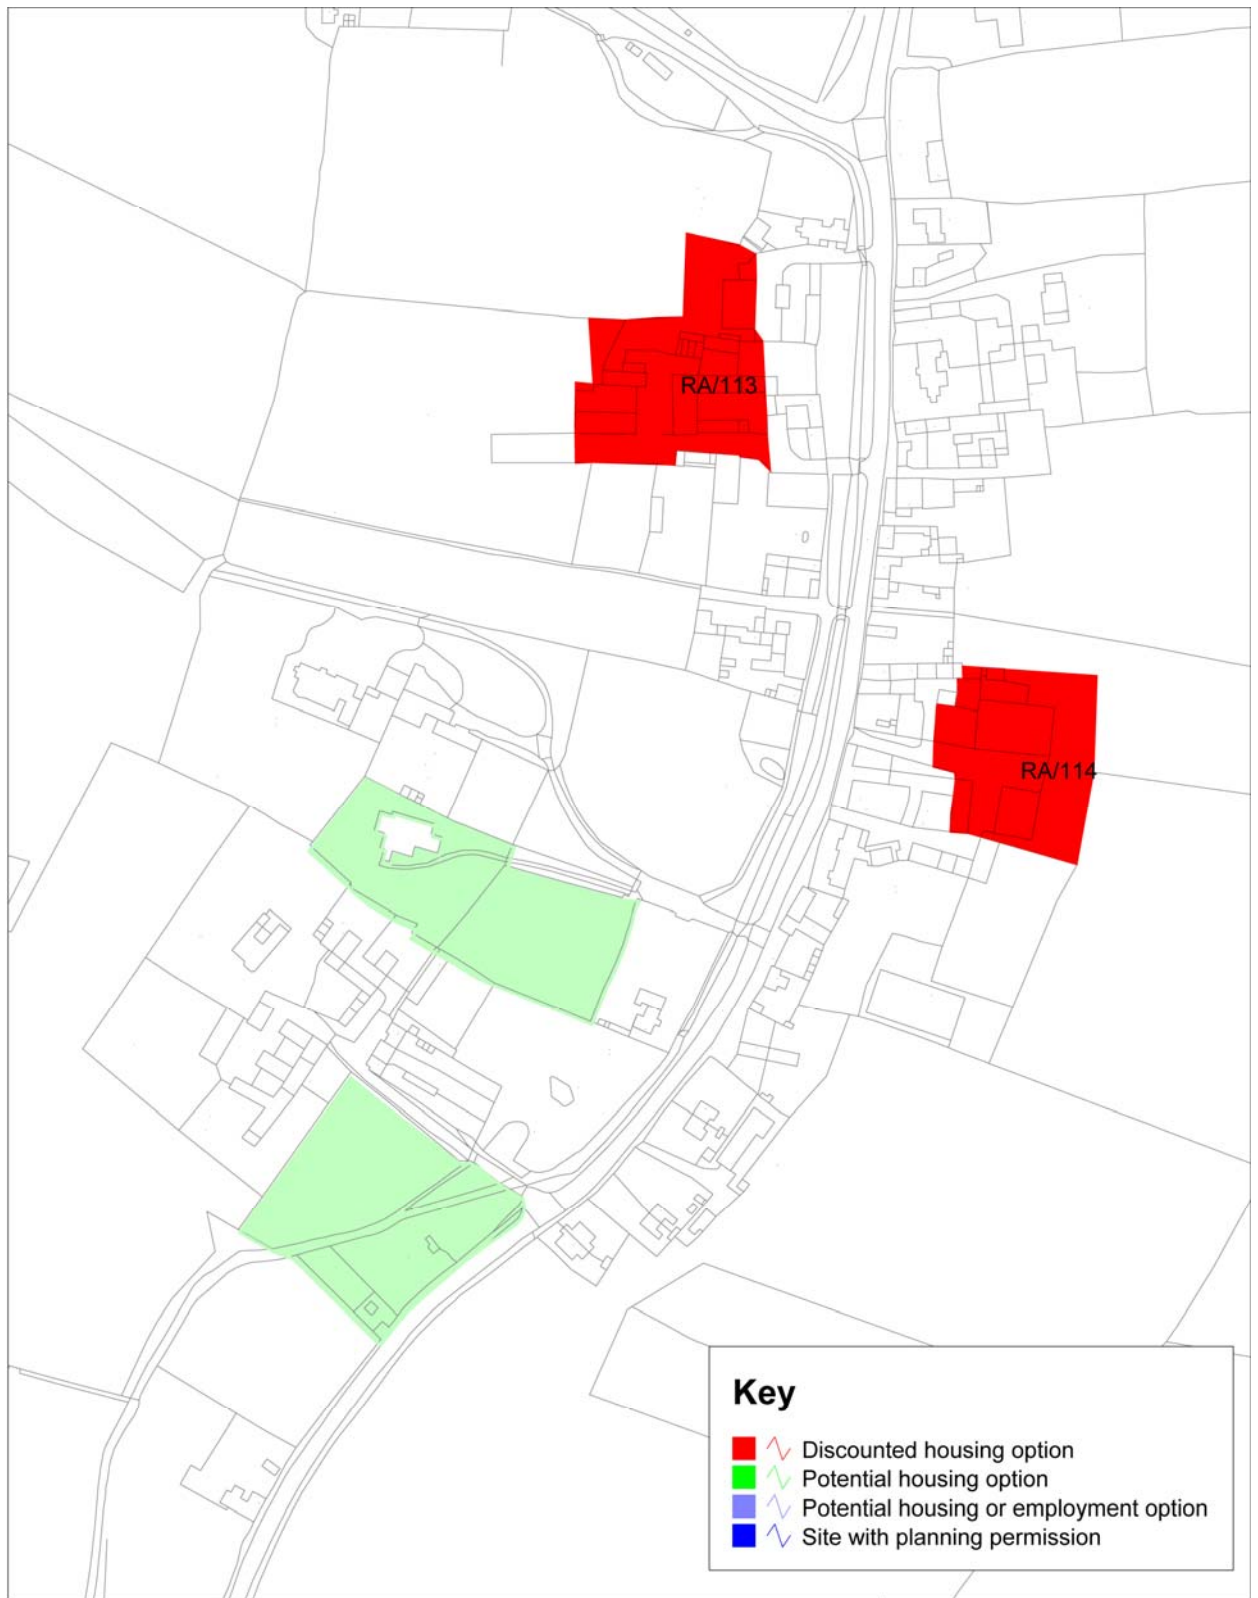 RA/113
RA/114
Key
Discounted housing option
Potential housing option
Potential housing or employment option
Site with planning permission